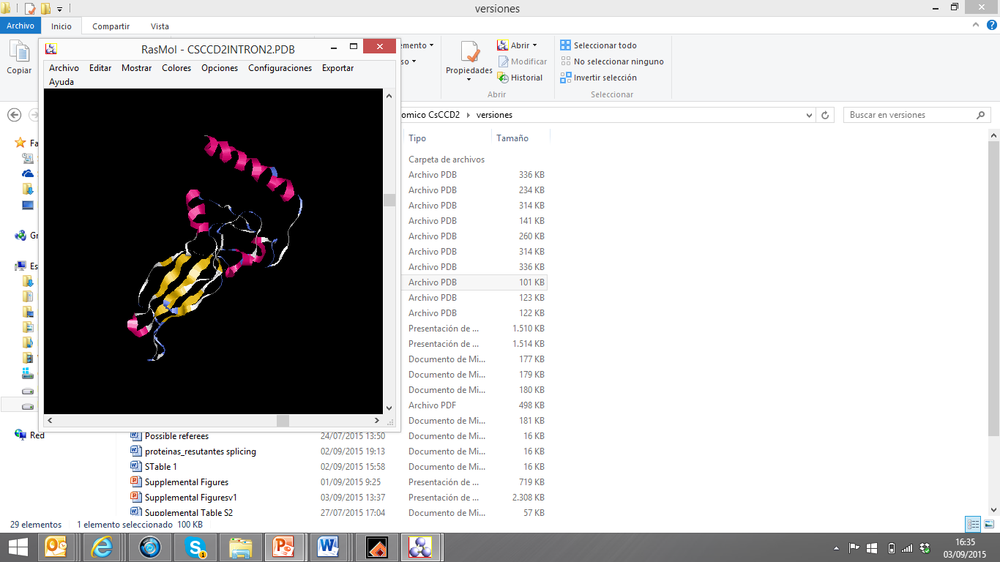 versiones
Archivo Inicio Compartir Vista
RasMol - CSCCD2INTRON2.PDB
Archivo Editar Mostrar Colores Opciones Configuraciones Exportar
Ayuda
Copiar
Propiedades
Abrir
Modificar
Historial
Abrir
Seleccionar todo
No seleccionar ninguno
Invertir selección
Seleccionar
omico CsCCD2 versiones
Buscar en versiones
Tipo Tamaño
Carpeta de archivos
Archivo PDB 336 KB
Archivo PDB 234 KB
Archivo PDB 314 KB
Archivo PDB 141 KB
Archivo PDB 260 KB
Archivo PDB 314 KB
Archivo PDB 336 KB
Archivo PDB 101 KB
Archivo PDB 123 KB
Archivo PDB 122 KB
Presentación de ... 1.510 KB
Presentación de ... 1.514 KB
Documento de Mi... 177 KB
Documento de Mi... 179 KB
Documento de Mi... 180 KB
Archivo PDF 498 KB
Documento de Mi... 181 KB
Possible referees 24/07/2015 13:50 Documento de Mi... 16 KB
proteinas_resutantes splicing 02/09/2015 19:13 Documento de Mi... 16 KB
STable 1 02/09/2015 15:58 Documento de Mi... 16 KB
Supplemental Figures 01/09/2015 9:25 Presentación de ... 719 KB
Supplemental Figuresv1 03/09/2015 13:37 Presentación de ... 2.308 KB
Supplemental Table S2 27/07/2015 17:04 Documento de Mi... 57 KB
Red
29 elementos 1 elemento seleccionado 100 KB
16:35
03/09/2015